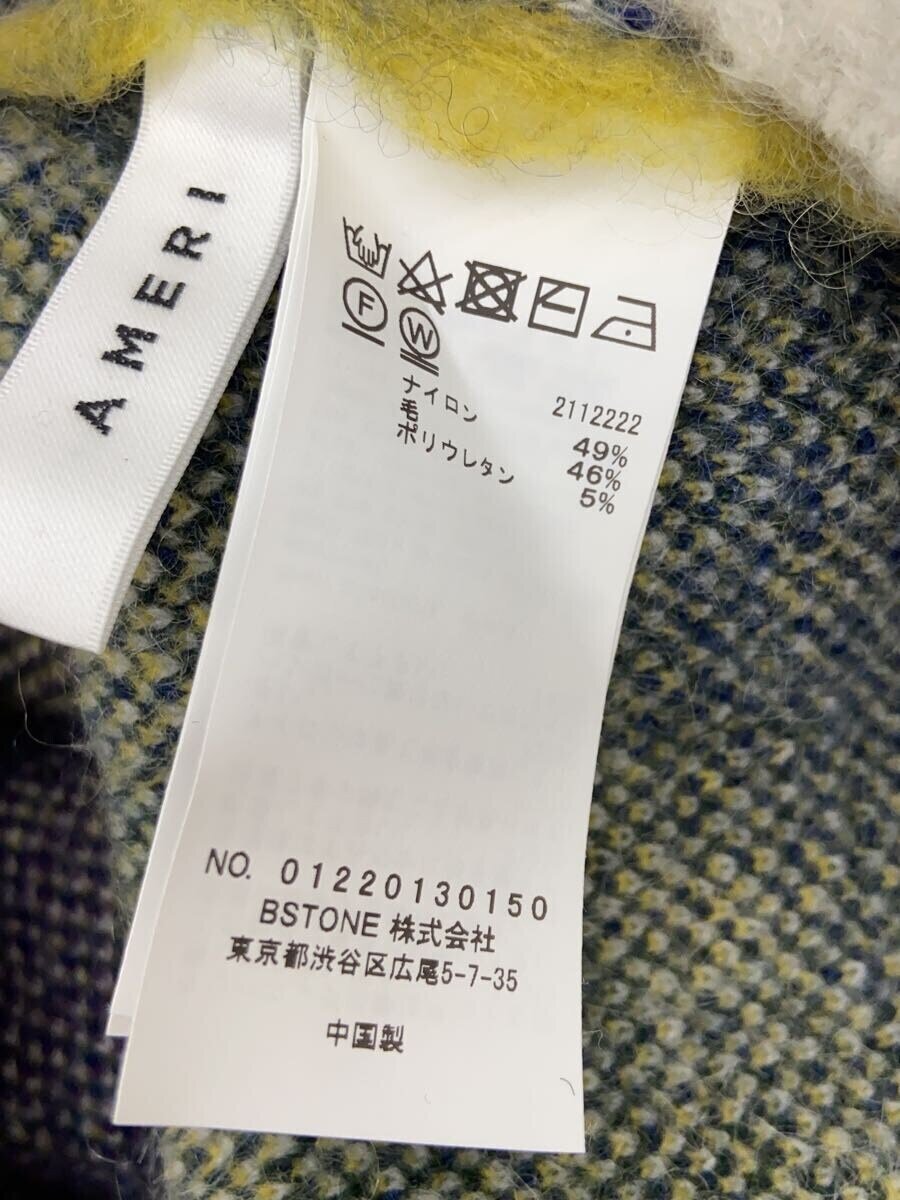 AMERI
F
W
2112222
ナイロン 49%
毛 46%
ポリウレタン 5%
NO. 01220130150
BSTONE 株式会社
東京都渋谷区広尾5-7-35
中国製